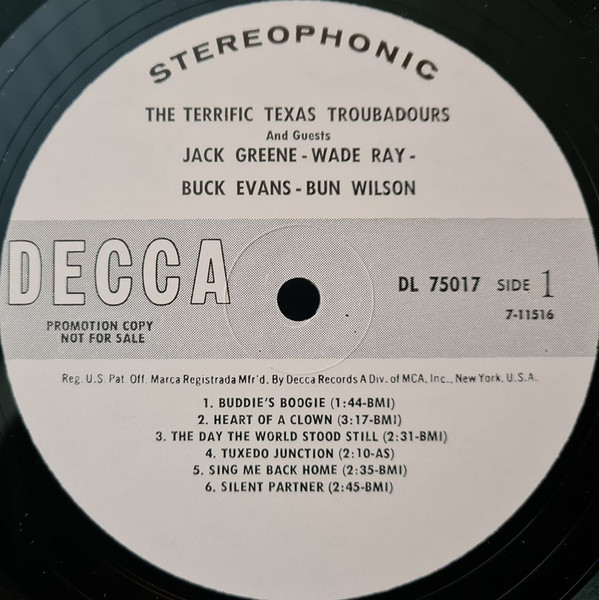 STEREOPHONIC
THE TERRIFIC TEXAS TROUBADOURS
And Guests
JACK GREENE - WADE RAY -
BUCK EVANS - BUN WILSON
DECCA
DL 75017 SIDE 1
7-11516
PROMOTION COPY
NOT FOR SALE
Reg. U.S. Pat. Off. Marca Registrada Mfr'd. By Decca Records A Div. of MCA, Inc., New York, U.S.A.
1. BUDDIE'S BOOGIE (1:44-BMI)
2. HEART OF A CLOWN (3:17-BMI)
3. THE DAY THE WORLD STOOD STILL (2:31-BMI)
4. TUXEDO JUNCTION (2:10-AS)
5. SING ME BACK HOME (2:35-BMI)
6. SILENT PARTNER (2:45-BMI)